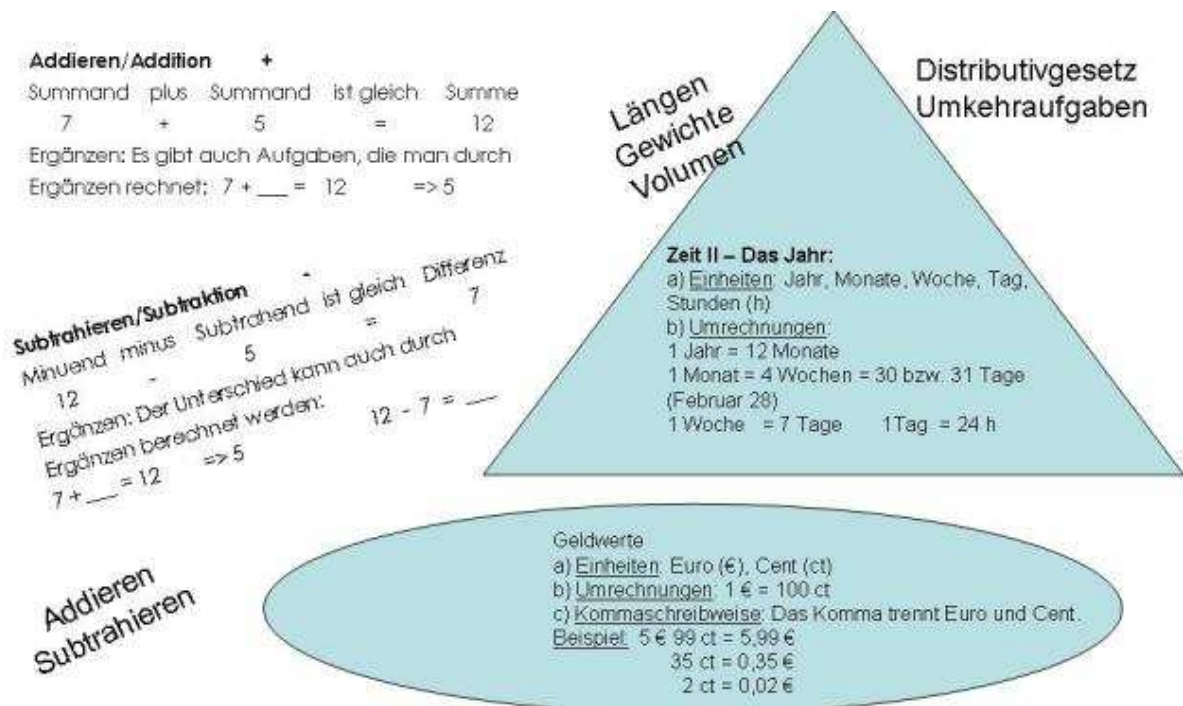 Addieren/Addition +
Summand plus Summand ist gleich Summe
7 + 5 = 12
Ergänzen: Es gibt auch Aufgaben, die man durch
Ergänzen rechnet: 7 + __ = 12 => 5
Längen
Gewichte
Volumen
Distributivgesetz
Umkehraufgaben
Subtrahieren/Subtraktion -
Minuend minus Subtrahend ist gleich Differenz
12 - 5 = 7
Ergänzen: Der Unterschied kann auch durch
Ergänzen berechnet werden: 12 - 7 = __
7 + __ = 12 => 5
Zeit II – Das Jahr:
a) Einheiten: Jahr, Monate, Woche, Tag,
Stunden (h)
b) Umrechnungen:
1 Jahr = 12 Monate
1 Monat = 4 Wochen = 30 bzw. 31 Tage
(Februar 28)
1 Woche = 7 Tage 1Tag = 24 h
Addieren
Subtrahieren
Geldwerte
a) Einheiten: Euro (€), Cent (ct)
b) Umrechnungen: 1 € = 100 ct
c) Kommaschreibweise: Das Komma trennt Euro und Cent.
Beispiel: 5 € 99 ct = 5,99 €
35 ct = 0,35 €
2 ct = 0,02 €